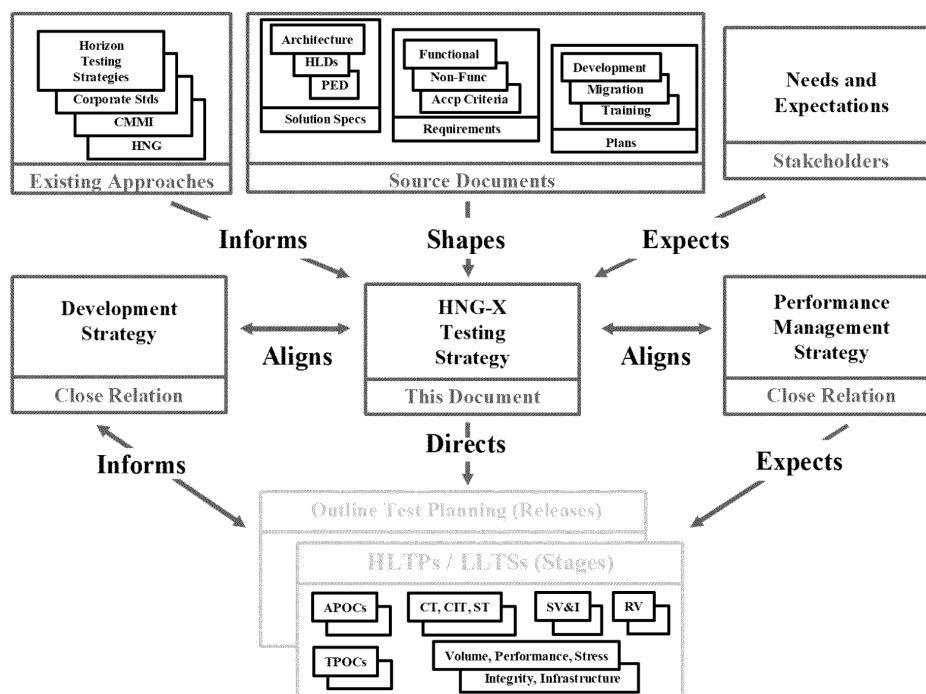 Horizon
Testing
Strategies
Corporate Stds
CMMI
HNG
Existing Approaches
Architecture
HLDs
PED
Solution Specs
Functional
Non-Func
Accp Criteria
Requirements
Development
Migration
Training
Plans
Source Documents
Needs and
Expectations
Stakeholders
Informs
Shapes
Expects
Development
Strategy
Close Relation
Aligns
HNG-X
Testing
Strategy
This Document
Aligns
Performance
Management
Strategy
Close Relation
Informs
Directs
Expects
Outline Test Planning (Releases)
HLTPs / LLTSs (Stages)
APOCs
CT, CIT, ST
SV&I
RV
TPOCs
Volume, Performance, Stress
Integrity, Infrastructure